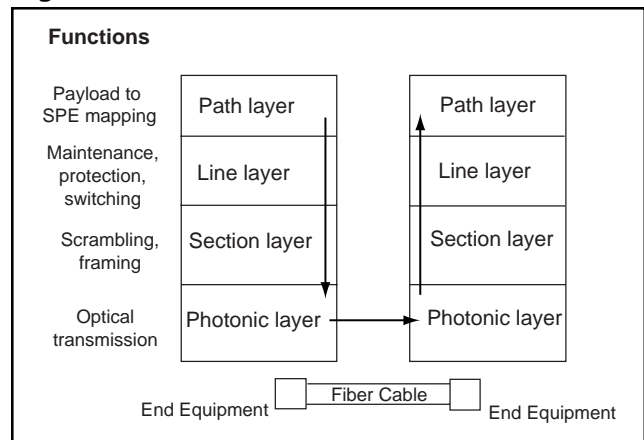 Functions
Payload to
SPE mapping
Path layer
Path layer
Maintenance,
protection,
switching
Line layer
Line layer
Scrambling,
framing
Section layer
Section layer
Optical
transmission
Photonic layer
Photonic layer
Fiber Cable
End Equipment
End Equipment